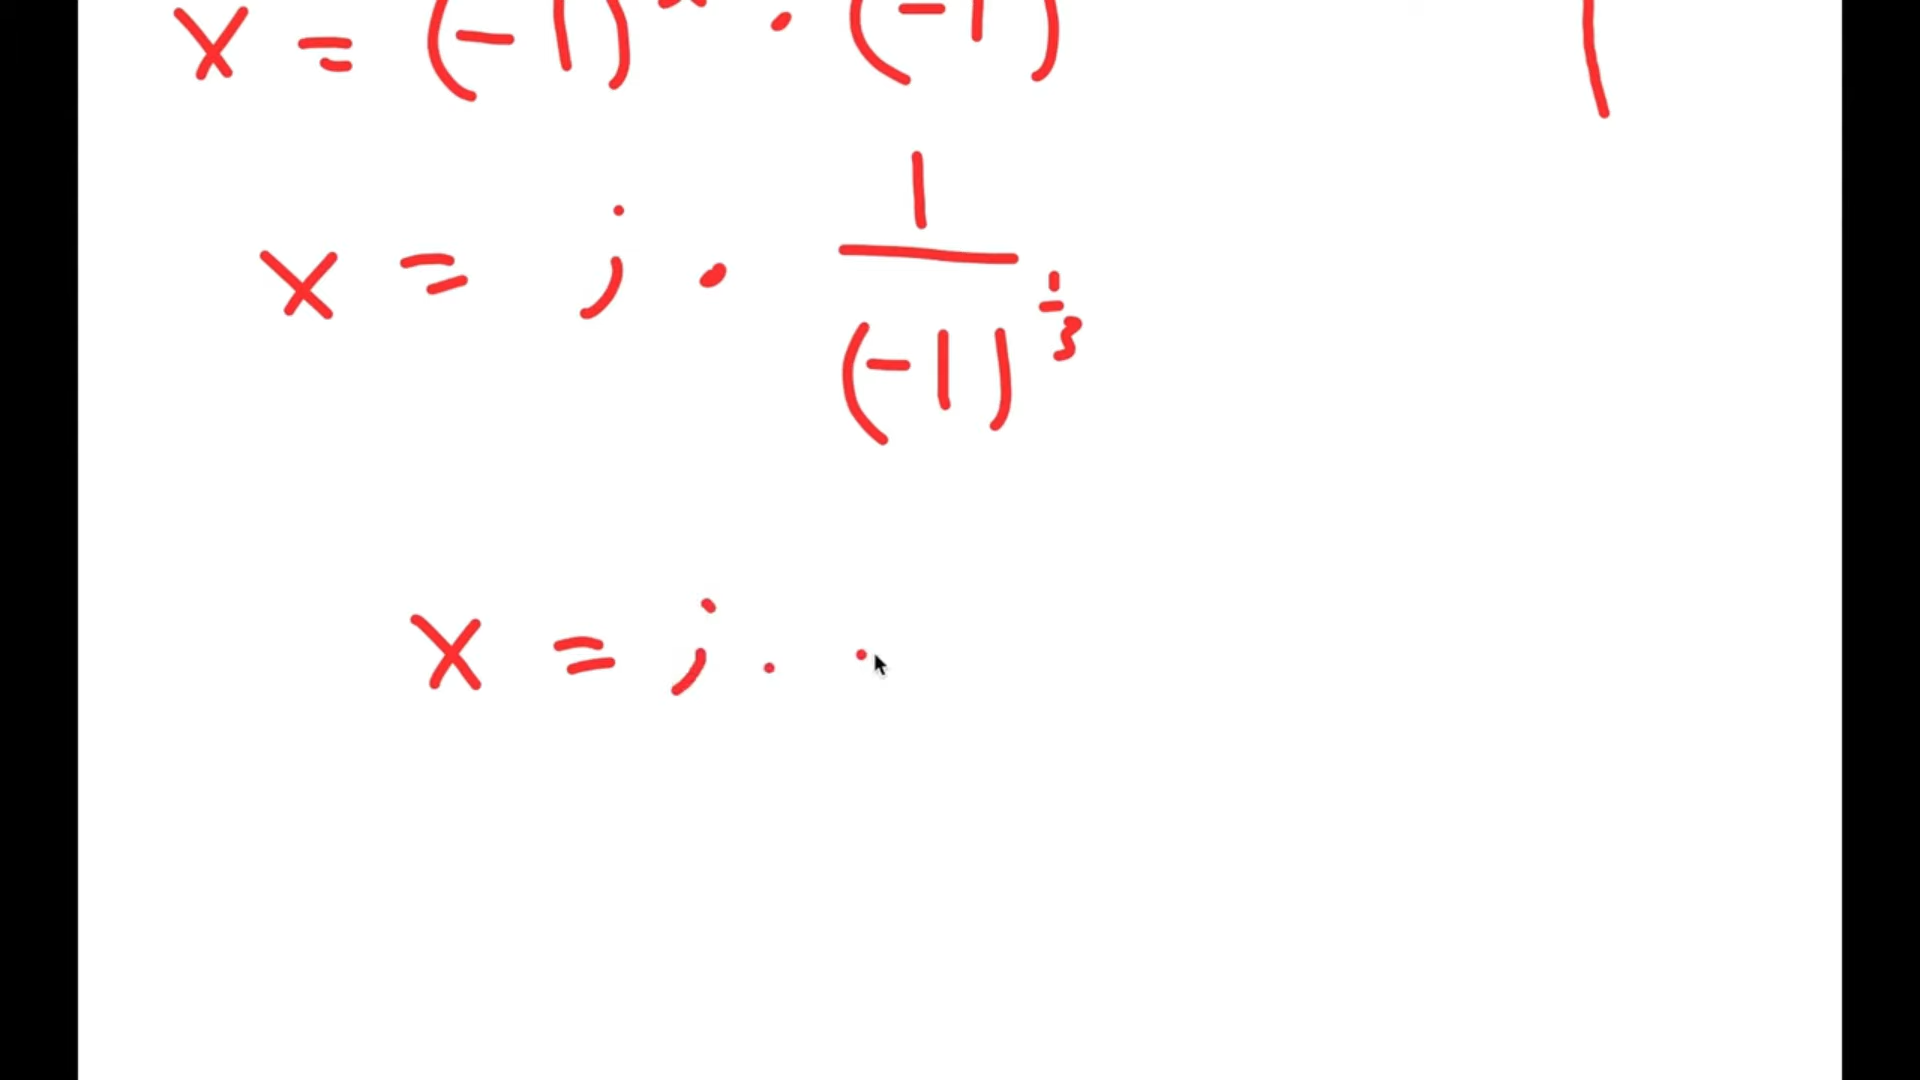 x = (-1) · (-1)
x = i · 1/(-1)^(1/3)
x = i ·